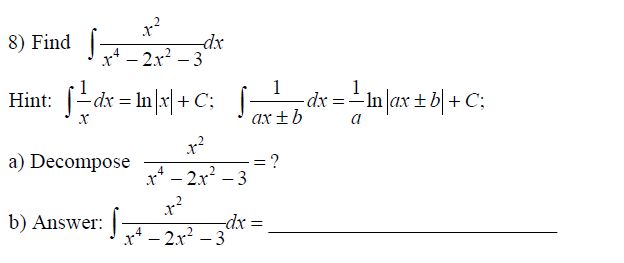 8) Find ∫ x²/(x⁴ − 2x² − 3) dx
Hint: ∫ 1/x dx = ln|x| + C; ∫ 1/(ax ± b) dx = 1/a ln|ax ± b| + C;
a) Decompose x²/(x⁴ − 2x² − 3) = ?
b) Answer: ∫ x²/(x⁴ − 2x² − 3) dx = ____________________